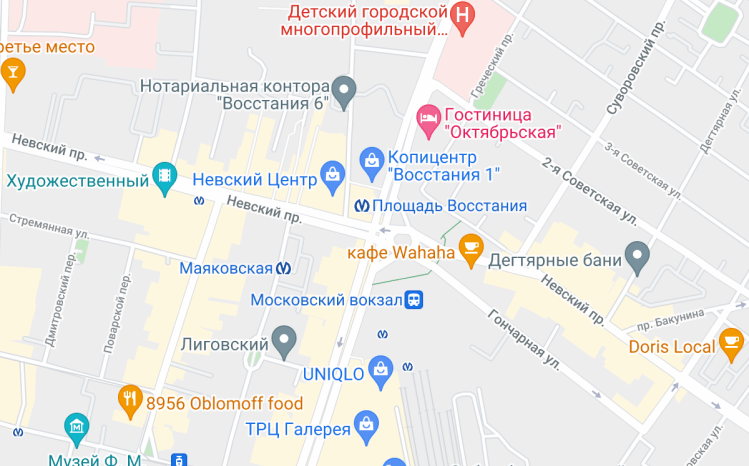 Детский городской
многопрофильный...
ретье место
Греческий пр.
Суворовский пр.
Нотариальная контора
"Восстания 6"
Дегтярная ул.
Гостиница
"Октябрьская"
3-я Советская ул.
Невский пр.
Копицентр
"Восстания 1"
2-я Советская ул.
Художественный
Невский Центр
Площадь Восстания
Невский пр.
Стремянная ул.
кафе Wahaha
Дегтярные бани
Маяковская
Московский вокзал
Невский пр.
Дмитровский пер.
Поварской пер.
Гончарная ул.
пр. Бакунина
Лиговский
Doris Local
UNIQLO
8956 Oblomoff food
ТРЦ Галерея
Музей Ф. М